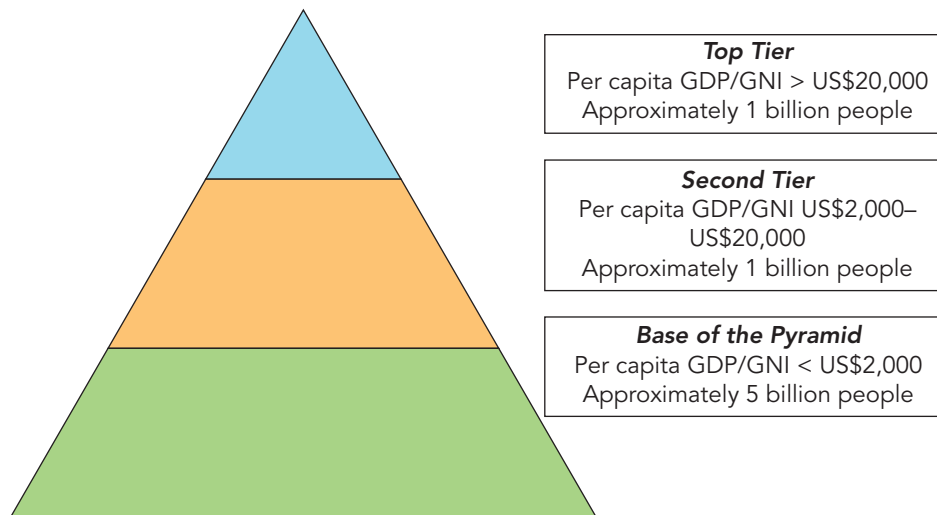 Top Tier
Per capita GDP/GNI > US$20,000
Approximately 1 billion people
Second Tier
Per capita GDP/GNI US$2,000–
US$20,000
Approximately 1 billion people
Base of the Pyramid
Per capita GDP/GNI < US$2,000
Approximately 5 billion people